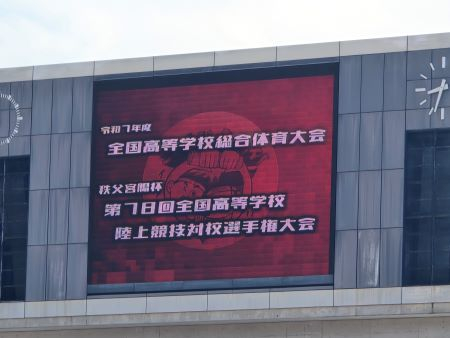 令和7年度
全国高等学校総合体育大会
秩父宮賜杯
第78回全国高等学校
陸上競技対校選手権大会